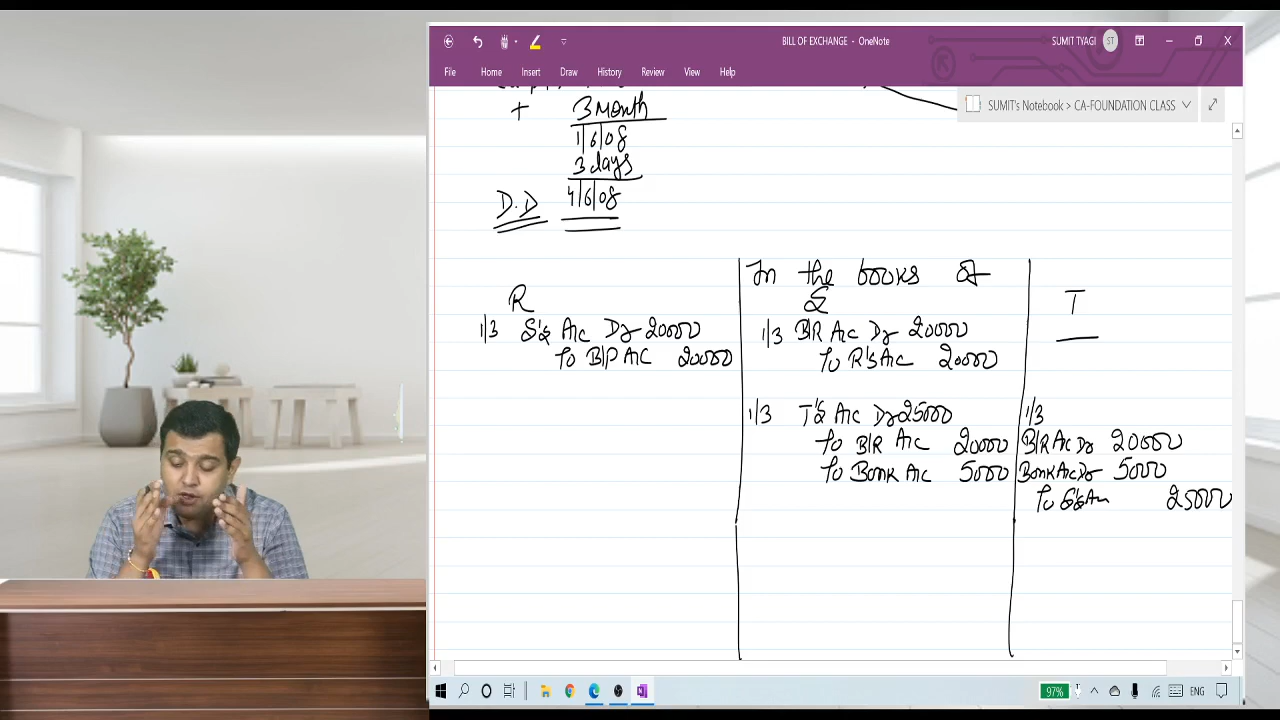 BILL OF EXCHANGE - OneNote
SUMIT TYAGI
ST
File Home Insert Draw History Review View Help
SUMIT's Notebook > CA-FOUNDATION CLASS
+ 3 Month
1/6/08
3 days
D.D 4/6/08
In the books of
R
S
T
1/3 S's A/c Dr 20000
To B/P A/c 20000
1/3 B/R A/c Dr 20000
To R's A/c 20000
1/3 T's A/c Dr 25000
To B/R A/c 20000
To Bank A/c 5000
1/3
B/R A/c Dr 20000
Bank A/c Dr 5000
To S's A/c 25000
97%
ENG